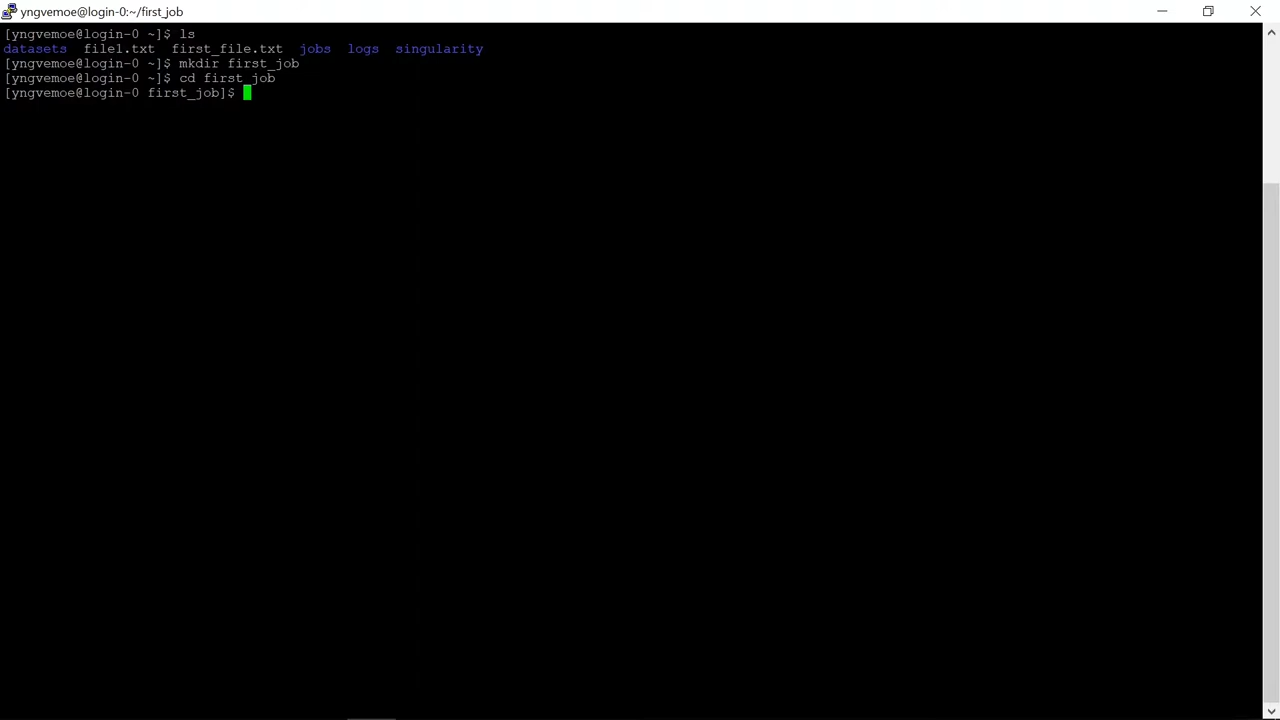 yngvemoe@login-0:~/first_job
[yngvemoe@login-0 ~]$ ls
datasets  file1.txt  first_file.txt  jobs  logs  singularity
[yngvemoe@login-0 ~]$ mkdir first_job
[yngvemoe@login-0 ~]$ cd first_job
[yngvemoe@login-0 first_job]$